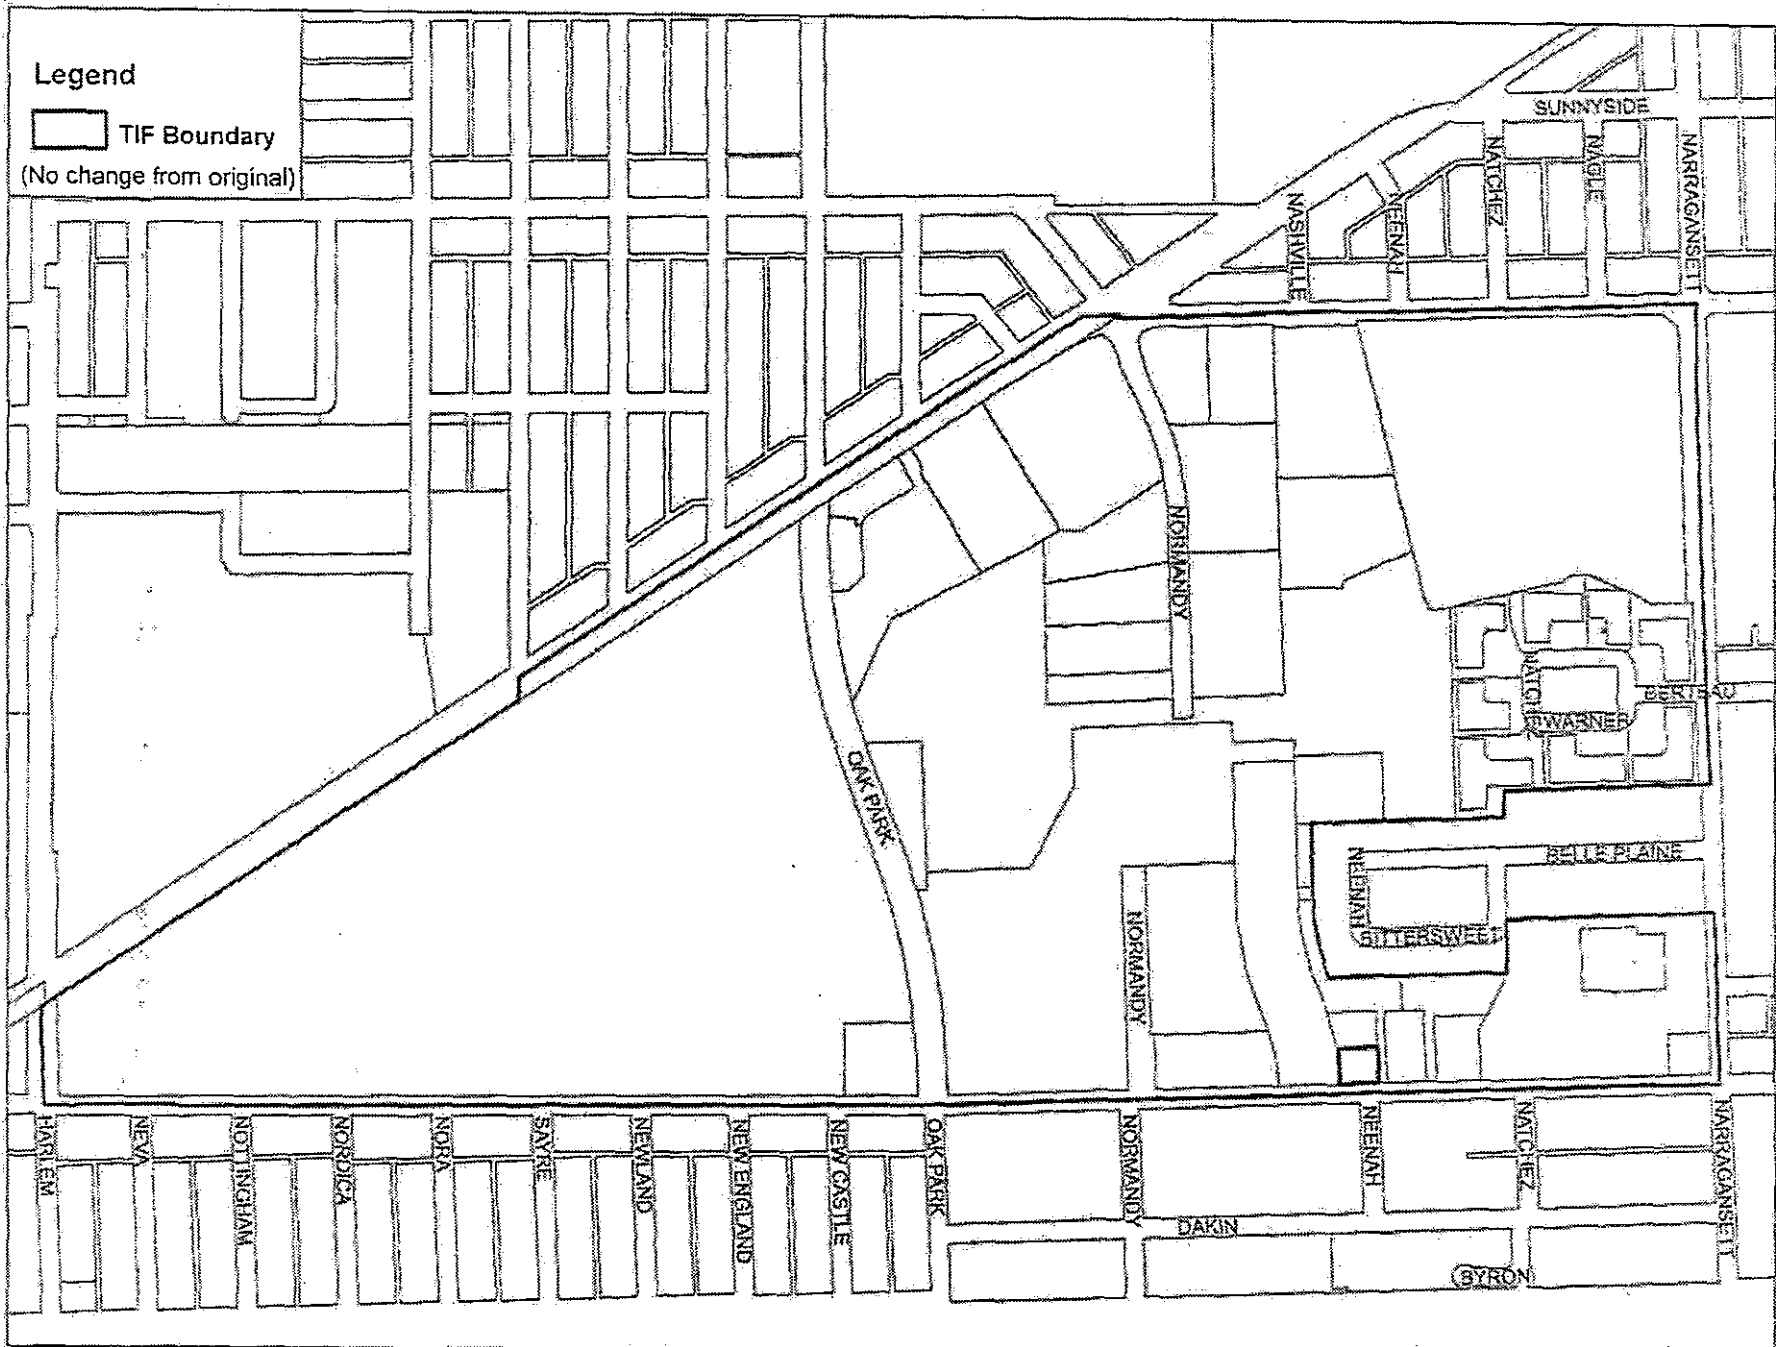 Legend
TIF Boundary
(No change from original)
SUNNYSIDE
NATCHEZ
NAGLE
NARRAGANSETT
NASHVILLE
NEENAH
NORMANDY
NATCHEZ
BERTEAU
WARNER
OAK PARK
BELLE PLAINE
NEENAH
BITTERSWEET
NORMANDY
HARLEM
NEVA
NOTTINGHAM
NORDICA
NORA
SAYRE
NEWLAND
NEW ENGLAND
NEW CASTLE
OAK PARK
NORMANDY
NEENAH
NATCHEZ
NARRAGANSETT
DAKIN
BYRON